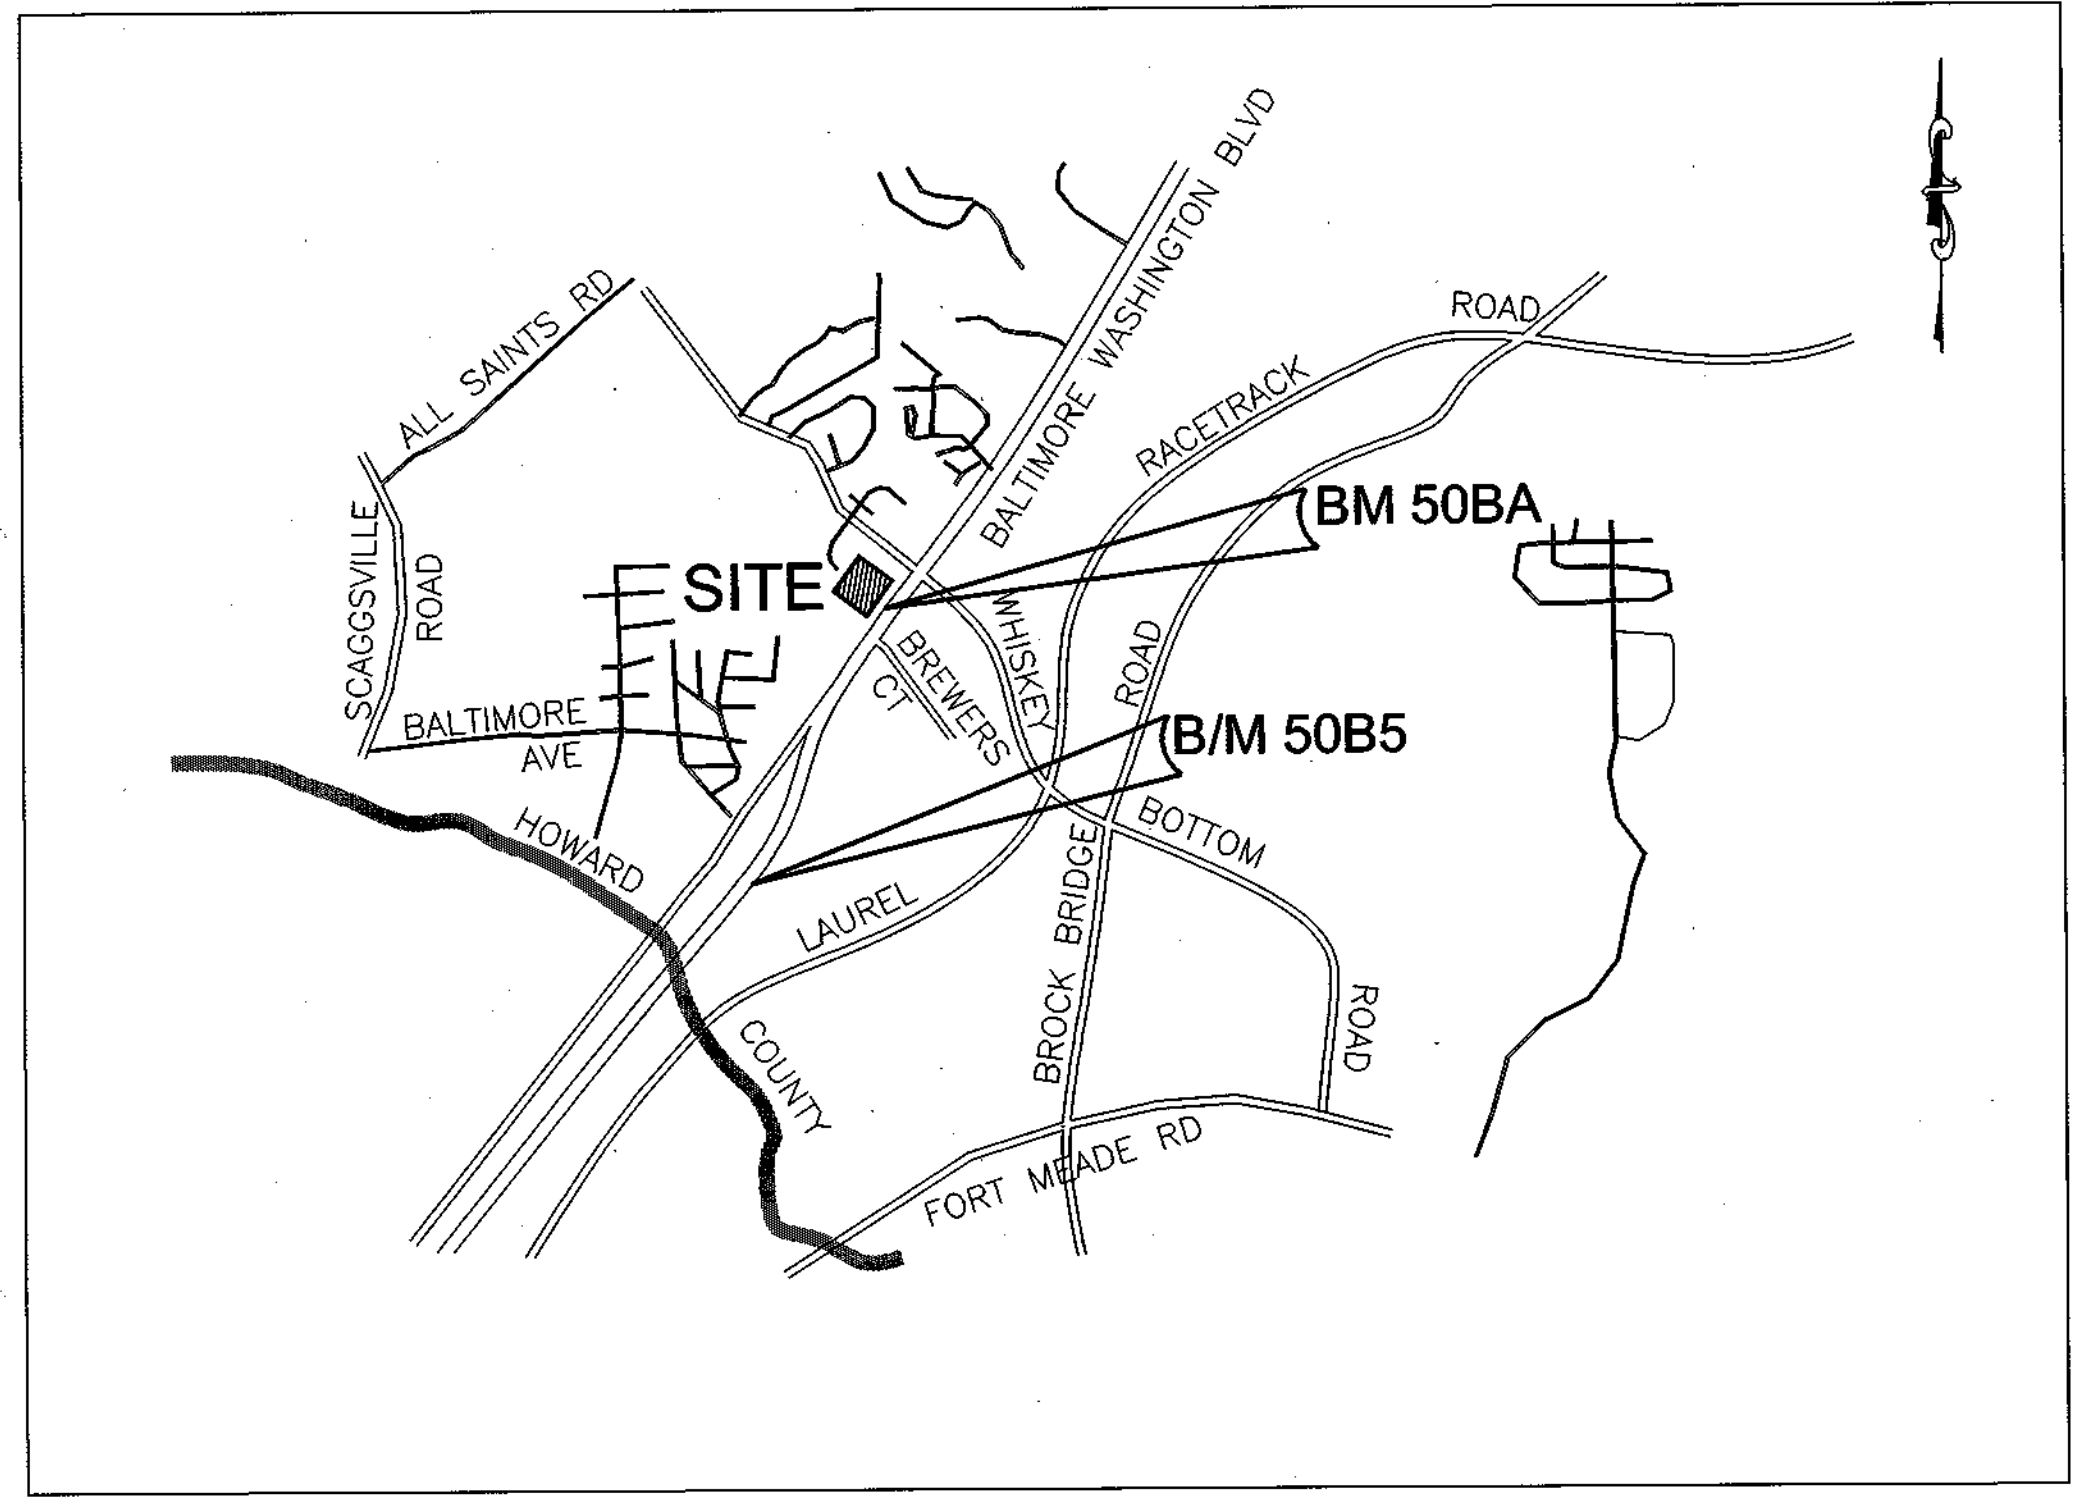 BALTIMORE WASHINGTON BLVD
ALL SAINTS RD
RACETRACK ROAD
BM 50BA
SCAGGSVILLE
ROAD
SITE
WHISKEY
BOTTOM
ROAD
BREWERS
CT
BALTIMORE
AVE
B/M 50B5
HOWARD
COUNTY
LAUREL
BROCK BRIDGE
ROAD
FORT MEADE RD